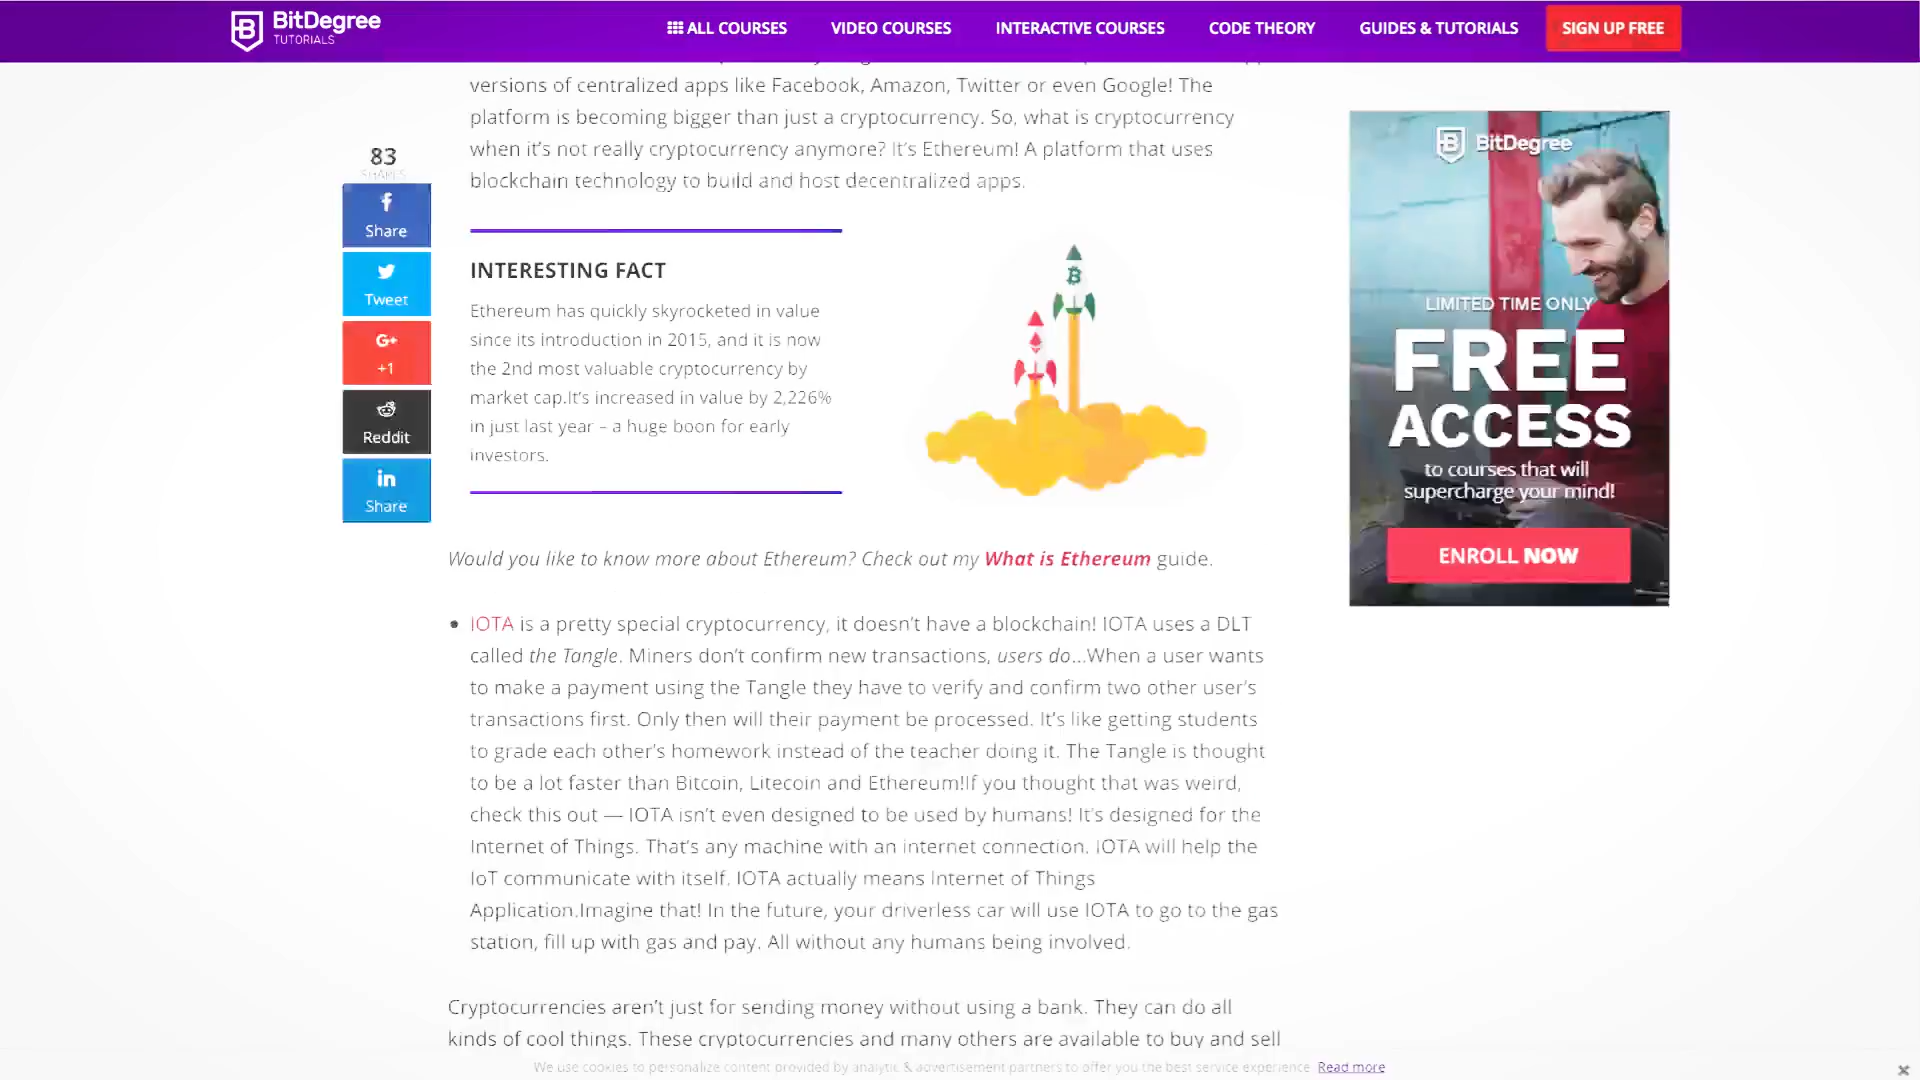 BitDegree
TUTORIALS
ALL COURSES
VIDEO COURSES
INTERACTIVE COURSES
CODE THEORY
GUIDES & TUTORIALS
SIGN UP FREE
versions of centralized apps like Facebook, Amazon, Twitter or even Google! The
platform is becoming bigger than just a cryptocurrency. So, what is cryptocurrency
when it's not really cryptocurrency anymore? It's Ethereum! A platform that uses
blockchain technology to build and host decentralized apps.
83
SHARES
Share
Tweet
G+
+1
Reddit
in
Share
INTERESTING FACT
Ethereum has quickly skyrocketed in value
since its introduction in 2015, and it is now
the 2nd most valuable cryptocurrency by
market cap.It's increased in value by 2,226%
in just last year – a huge boon for early
investors.
BitDegree
LIMITED TIME ONLY
FREE
ACCESS
to courses that will
supercharge your mind!
ENROLL NOW
Would you like to know more about Ethereum? Check out my What is Ethereum guide.
• IOTA is a pretty special cryptocurrency, it doesn't have a blockchain! IOTA uses a DLT
called the Tangle. Miners don't confirm new transactions, users do...When a user wants
to make a payment using the Tangle they have to verify and confirm two other user's
transactions first. Only then will their payment be processed. It's like getting students
to grade each other's homework instead of the teacher doing it. The Tangle is thought
to be a lot faster than Bitcoin, Litecoin and Ethereum!If you thought that was weird,
check this out — IOTA isn't even designed to be used by humans! It's designed for the
Internet of Things. That's any machine with an internet connection. IOTA will help the
IoT communicate with itself. IOTA actually means Internet of Things
Application.Imagine that! In the future, your driverless car will use IOTA to go to the gas
station, fill up with gas and pay. All without any humans being involved.
Cryptocurrencies aren't just for sending money without using a bank. They can do all
kinds of cool things. These cryptocurrencies and many others are available to buy and sell
We use cookies to personalize content provided by analytic & advertisement partners to offer you the best service experience Read more